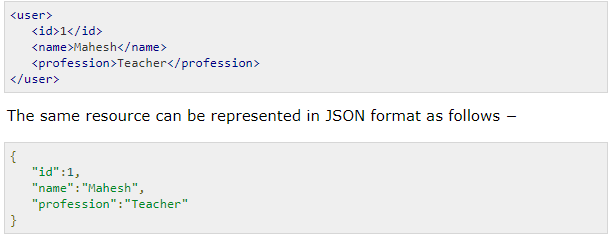 <user>
   <id>1</id>
   <name>Mahesh</name>
   <profession>Teacher</profession>
</user>
The same resource can be represented in JSON format as follows −
{
   "id":1,
   "name":"Mahesh",
   "profession":"Teacher"
}